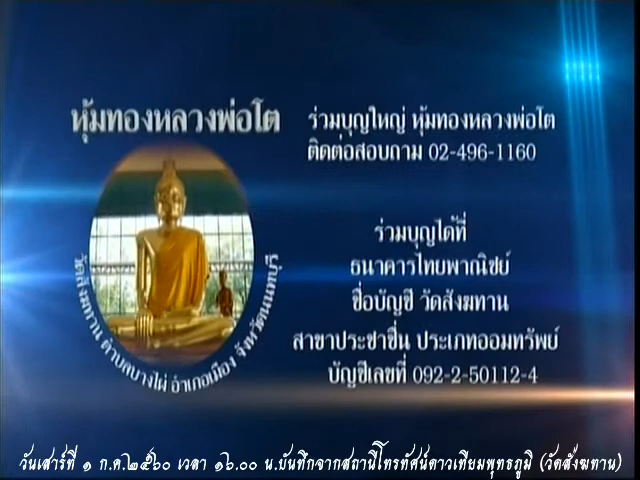 หุ้มทองหลวงพ่อโต
วัดสังฆทาน ตำบลบางไผ่ อำเภอเมือง จังหวัดนนทบุรี
ร่วมบุญใหญ่ หุ้มทองหลวงพ่อโต
ติดต่อสอบถาม 02-496-1160
ร่วมบุญได้ที่
ธนาคารไทยพาณิชย์
ชื่อบัญชี วัดสังฆทาน
สาขาประชาชื่น ประเภทออมทรัพย์
บัญชีเลขที่ 092-2-50112-4
วันเสาร์ที่ ๑ ก.ค.๒๕๖๐ เวลา ๑๖.๐๐ น.บันทึกจากสถานีโทรทัศน์ดาวเทียมพุทธภูมิ (วัดสังฆทาน)